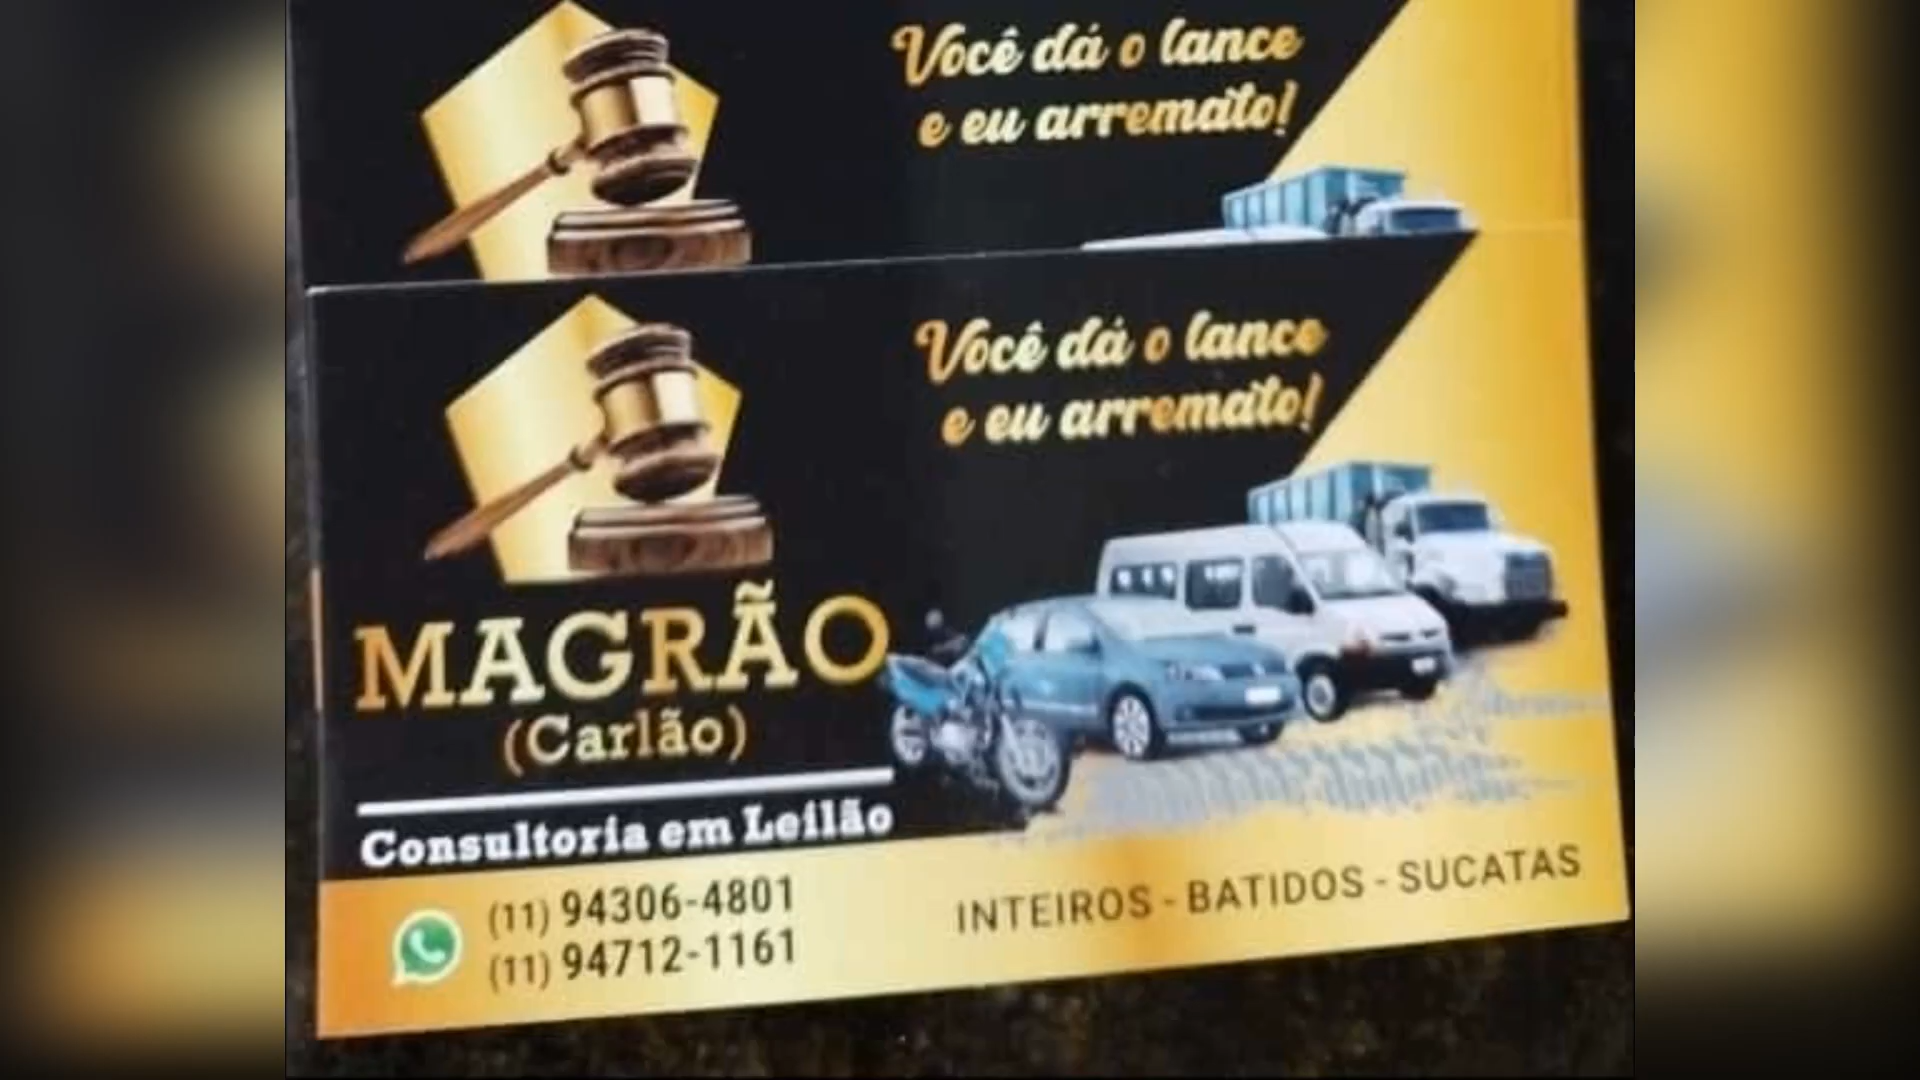 Você dá o lance
e eu arremato!
Você dá o lance
e eu arremato!
MAGRÃO
(Carlão)
Consultoria em Leilão
(11) 94306-4801
(11) 94712-1161
INTEIROS - BATIDOS - SUCATAS